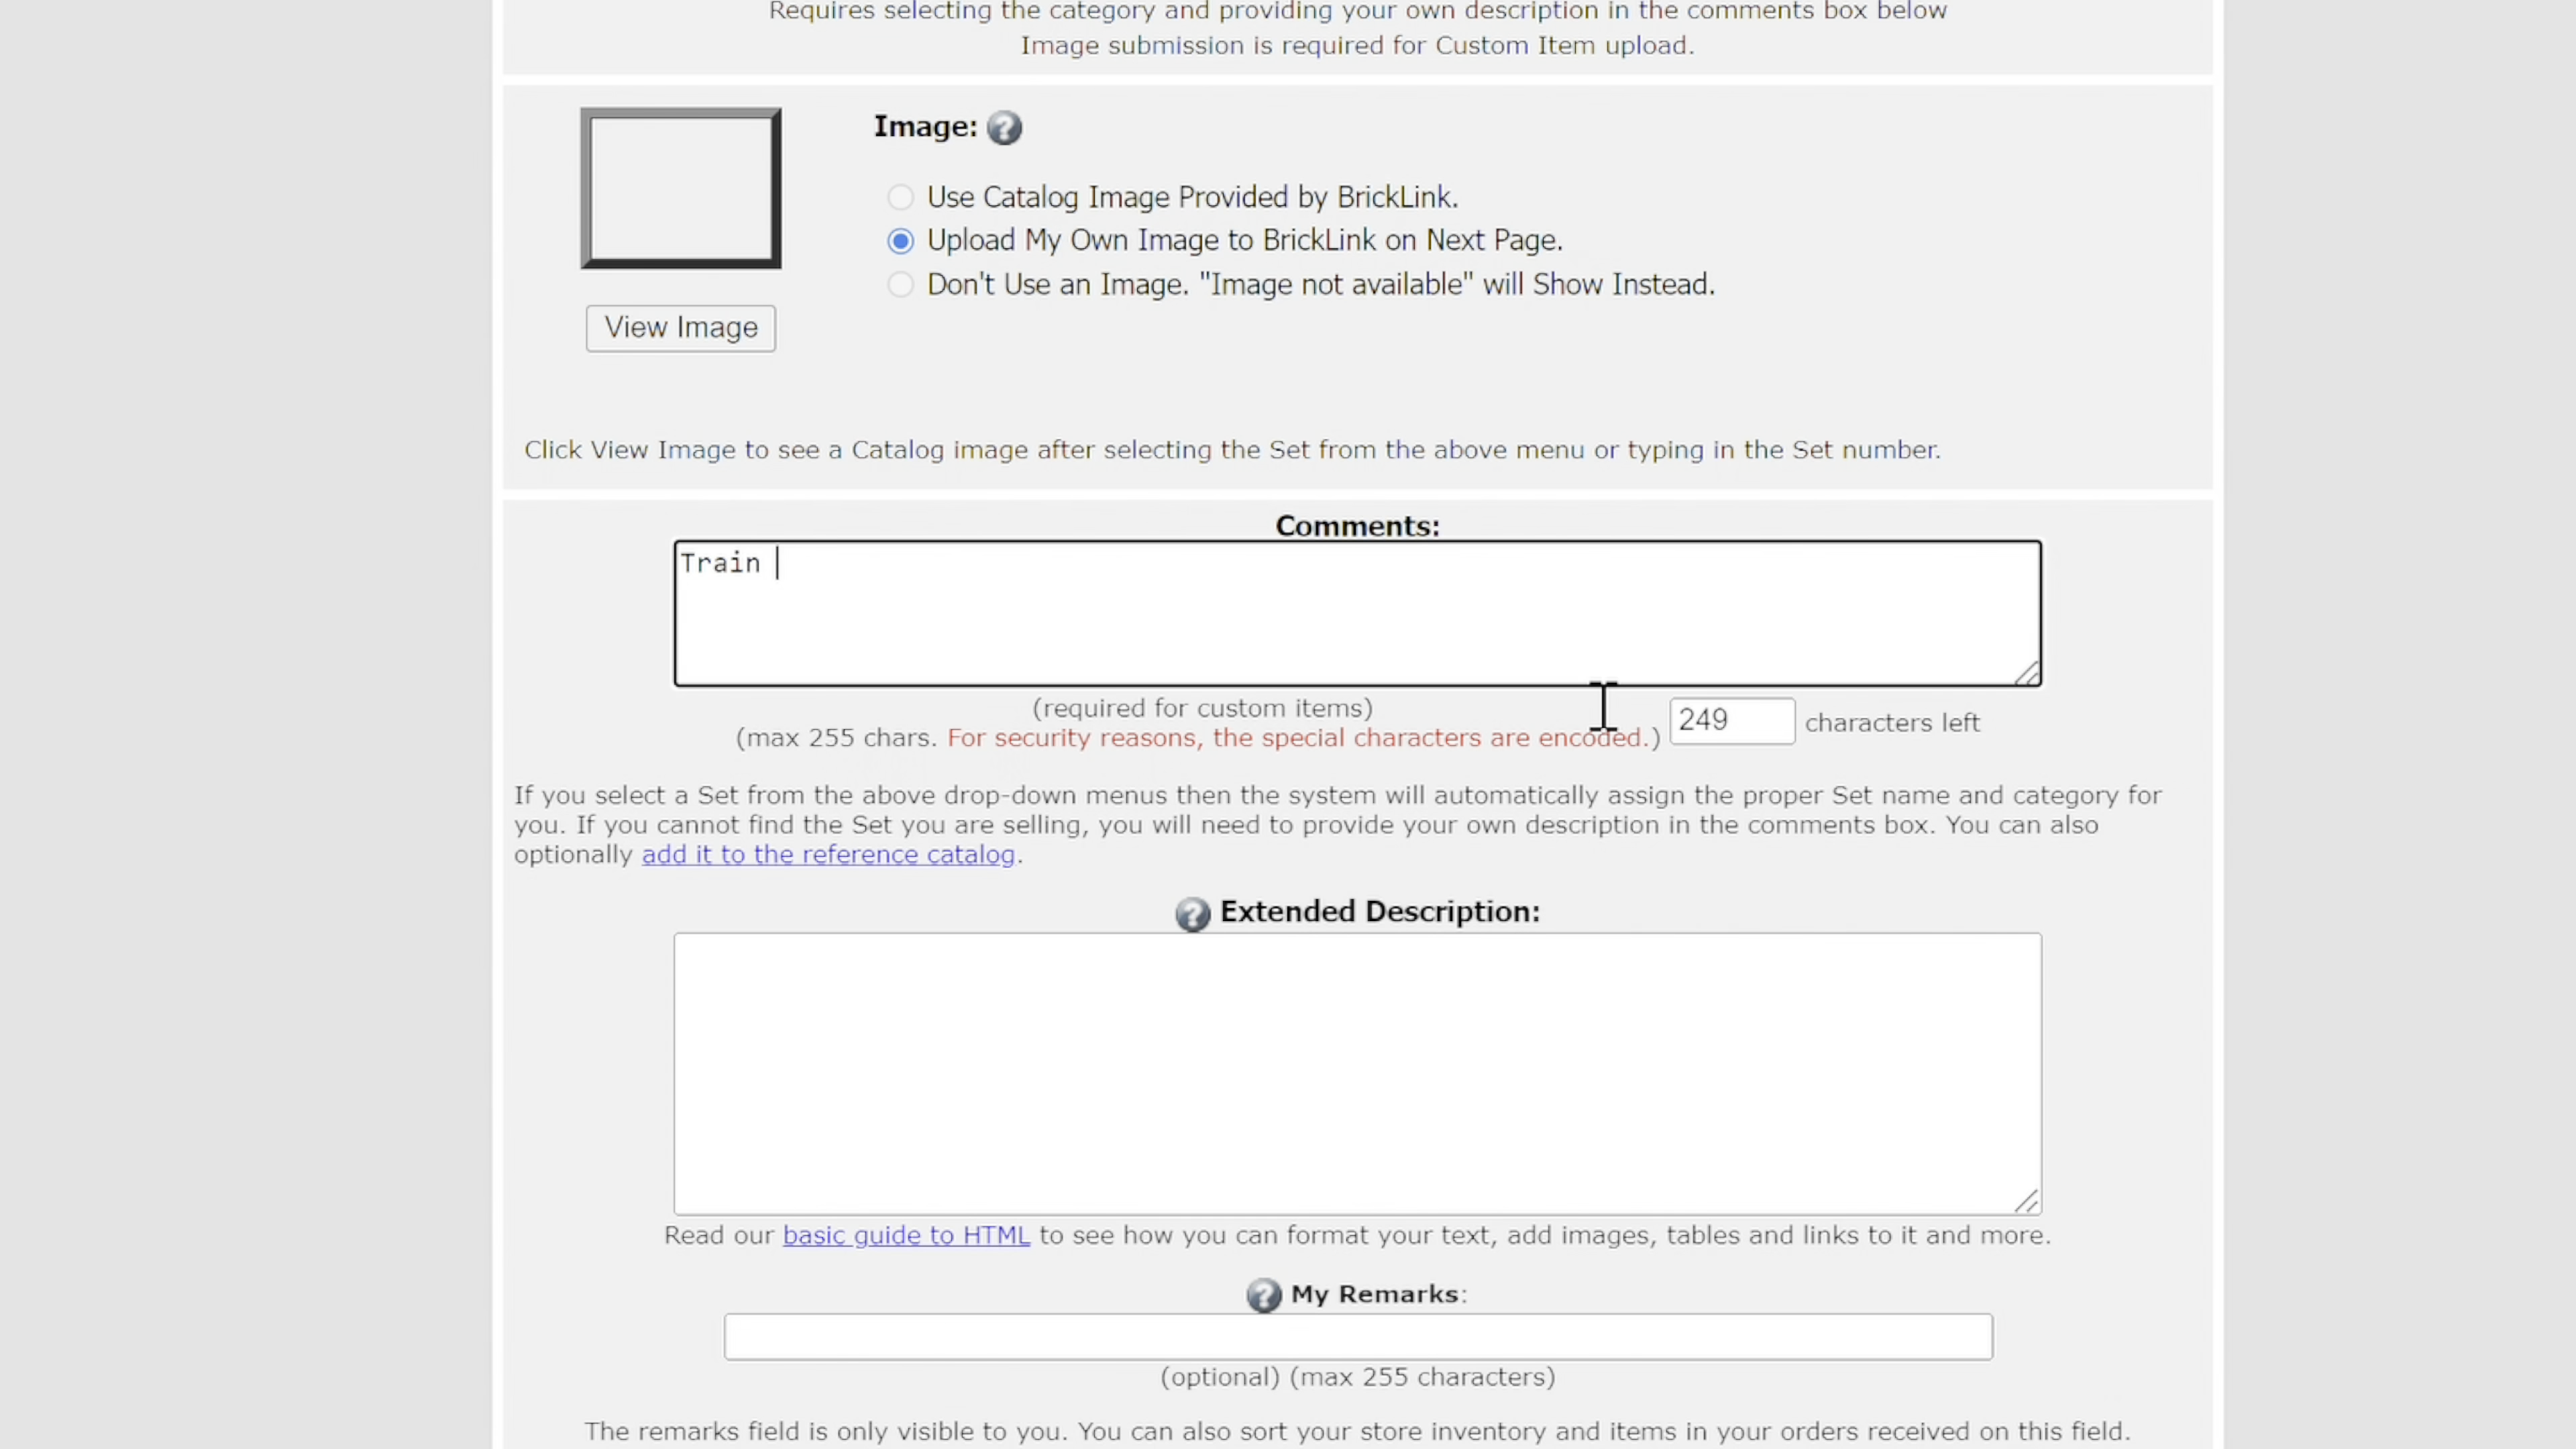 Requires selecting the category and providing your own description in the comments box below
Image submission is required for Custom Item upload.
Image:
Use Catalog Image Provided by BrickLink.
Upload My Own Image to BrickLink on Next Page.
Don't Use an Image. "Image not available" will Show Instead.
View Image
Click View Image to see a Catalog image after selecting the Set from the above menu or typing in the Set number.
Comments:
Train
(required for custom items)
(max 255 chars. For security reasons, the special characters are encoded.) 249 characters left
If you select a Set from the above drop-down menus then the system will automatically assign the proper Set name and category for
you. If you cannot find the Set you are selling, you will need to provide your own description in the comments box. You can also
optionally add it to the reference catalog.
Extended Description:
Read our basic guide to HTML to see how you can format your text, add images, tables and links to it and more.
My Remarks:
(optional) (max 255 characters)
The remarks field is only visible to you. You can also sort your store inventory and items in your orders received on this field.